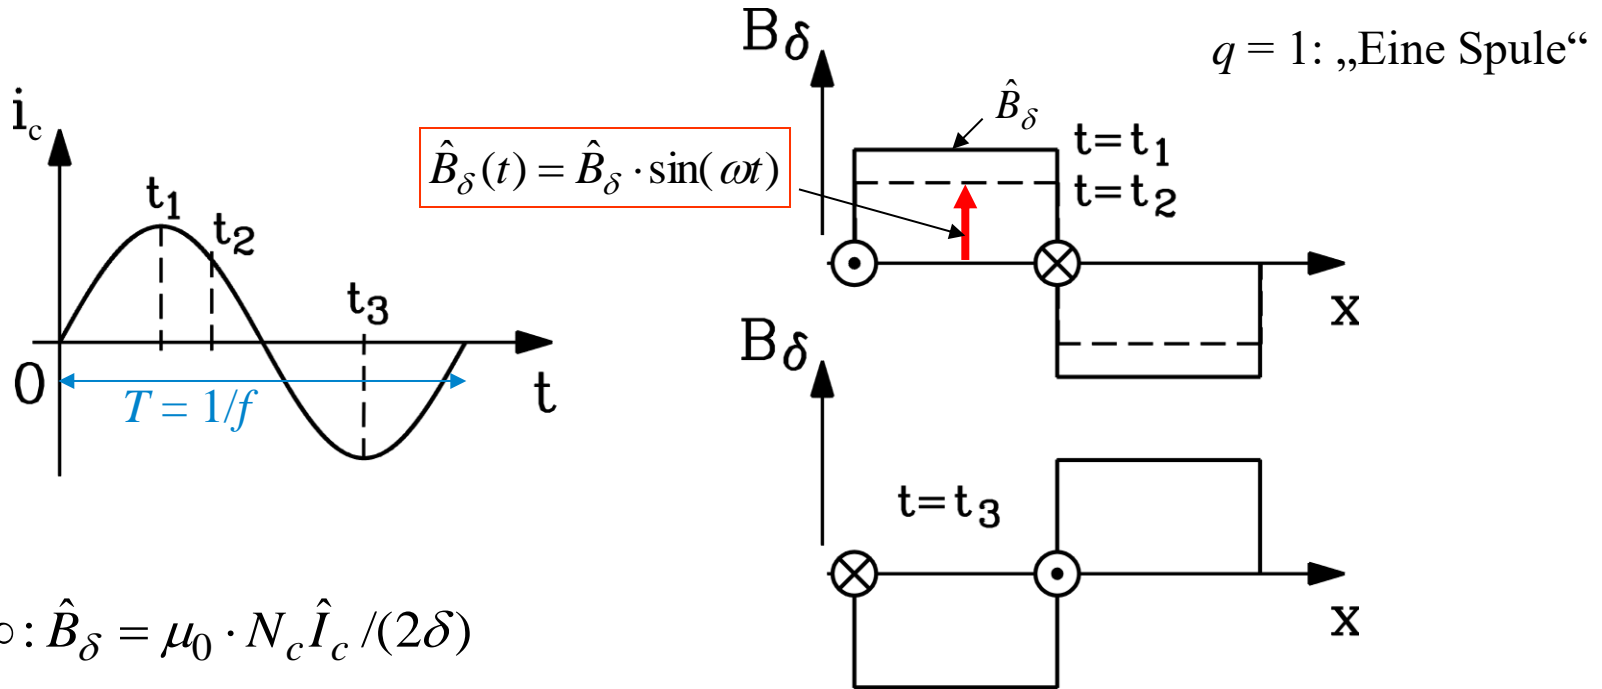 B_δ
q = 1: „Eine Spule“
i_c
B̂_δ
t=t_1
B̂_δ(t) = B̂_δ · sin(ωt)
t_1
t=t_2
t_2
t_3
x
B_δ
0
T = 1/f
t
t=t_3
x
: B̂_δ = μ_0 · N_c Î_c /(2δ)